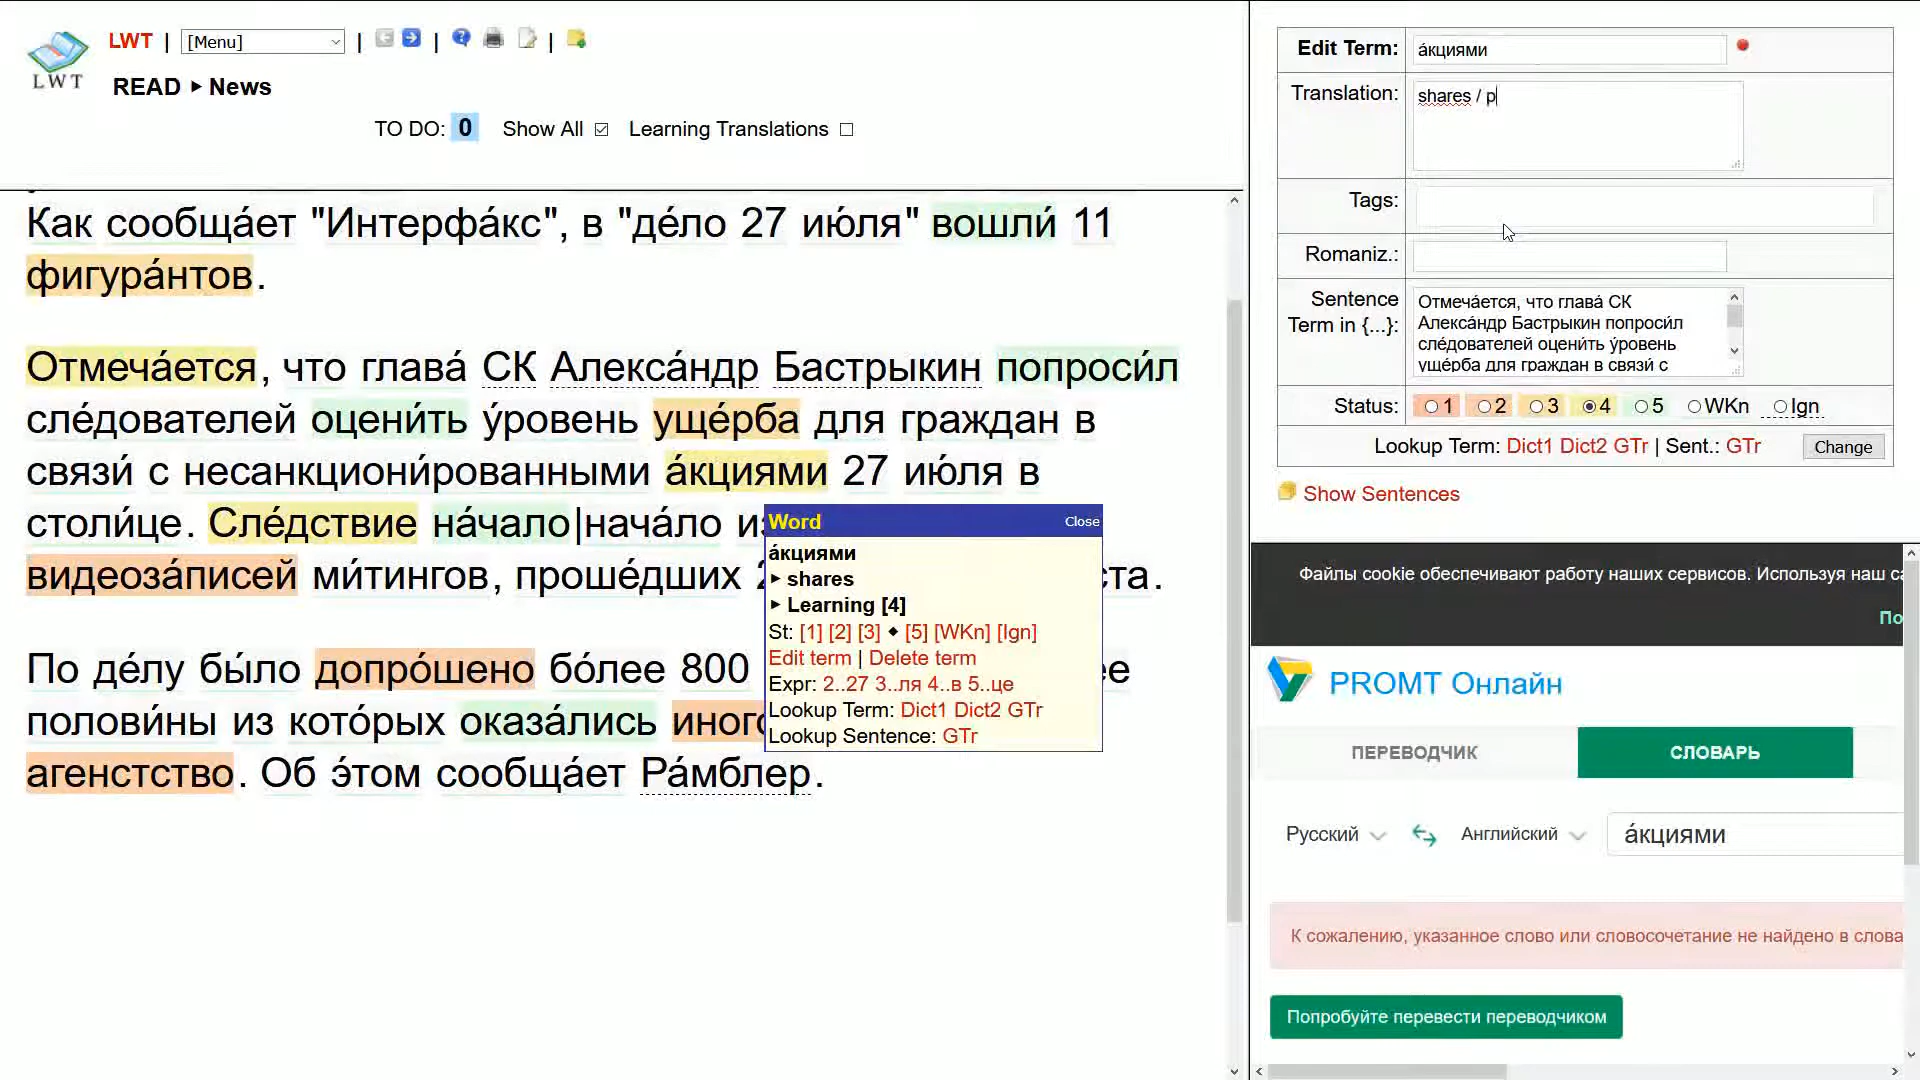 LWT
LWT | [Menu] | | |
READ ▸ News
TO DO: 0 Show All Learning Translations
Как сообща́ет "Интерфа́кс", в "де́ло 27 ию́ля" вошли́ 11
фигура́нтов.
Отмеча́ется, что глава́ СК Алекса́ндр Бастрыкин попроси́л
сле́дователей оцени́ть у́ровень уще́рба для граждан в
связи́ с несанкциони́рованными а́кциями 27 ию́ля в
столи́це. Сле́дствие на́чало|нача́ло из
видеоза́писей ми́тингов, проше́дших 2 ста.
По де́лу бы́ло допро́шено бо́лее 800 ее
полови́ны из кото́рых оказа́лись иного
агенстство. Об э́том сообща́ет Ра́мблер.
Word Close
а́кциями
▸ shares
▸ Learning [4]
St: [1] [2] [3] ◆ [5] [WKn] [Ign]
Edit term | Delete term
Expr: 2..27 3..ля 4..в 5..це
Lookup Term: Dict1 Dict2 GTr
Lookup Sentence: GTr
Edit Term: а́кциями
Translation: shares / p
Tags:
Romaniz.:
Sentence
Term in {...}:
Отмеча́ется, что глава́ СК
Алекса́ндр Бастрыкин попроси́л
сле́дователей оцени́ть у́ровень
уще́рба для граждан в связи́ с
Status: 1 2 3 4 5 WKn Ign
Lookup Term: Dict1 Dict2 GTr | Sent.: GTr Change
Show Sentences
Файлы cookie обеспечивают работу наших сервисов. Используя наш са
По
PROMT Онлайн
ПЕРЕВОДЧИК СЛОВАРЬ
Русский Английский а́кциями
К сожалению, указанное слово или словосочетание не найдено в слова
Попробуйте перевести переводчиком